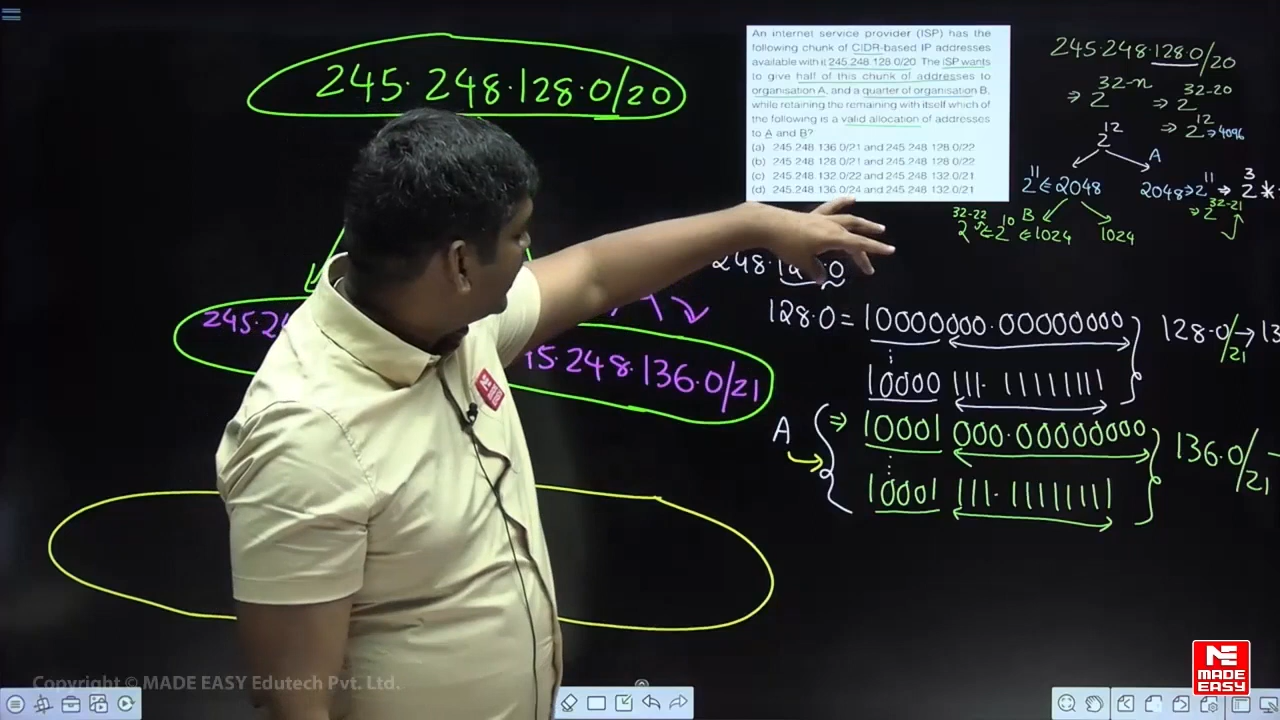 245.248.128.0/20
An internet service provider (ISP) has the
following chunk of CIDR-based IP addresses
available with it 245.248.128.0/20. The ISP wants
to give half of this chunk of addresses to
organisation A, and a quarter of organisation B,
while retaining the remaining with itself which of
the following is a valid allocation of addresses
to A and B?
(a) 245.248.136.0/21 and 245.248.128.0/22
(b) 245.248.128.0/21 and 245.248.128.0/22
(c) 245.248.132.0/22 and 245.248.132.0/21
(d) 245.248.136.0/24 and 245.248.132.0/21
245.248.128.0/20
⇒ 2^32-n ⇒ 2^32-20
⇒ 2^12 → 4096
2^12
A
2^11 ⇐ 2048 2048 ⇒ 2^11 ⇒ 2^3 *
⇒ 2^32-21
B
2^32-22 ⇐ 2^10 ⇐ 1024 1024
128.0 = 10000000.00000000
10000 111.11111111
128.0/21 →
245.2
5.248.136.0/21
A ⇒ 10001 000.00000000
10001 111.11111111
136.0/21
Copyright © MADE EASY Edutech Pvt. Ltd.
ME
MADE
EASY